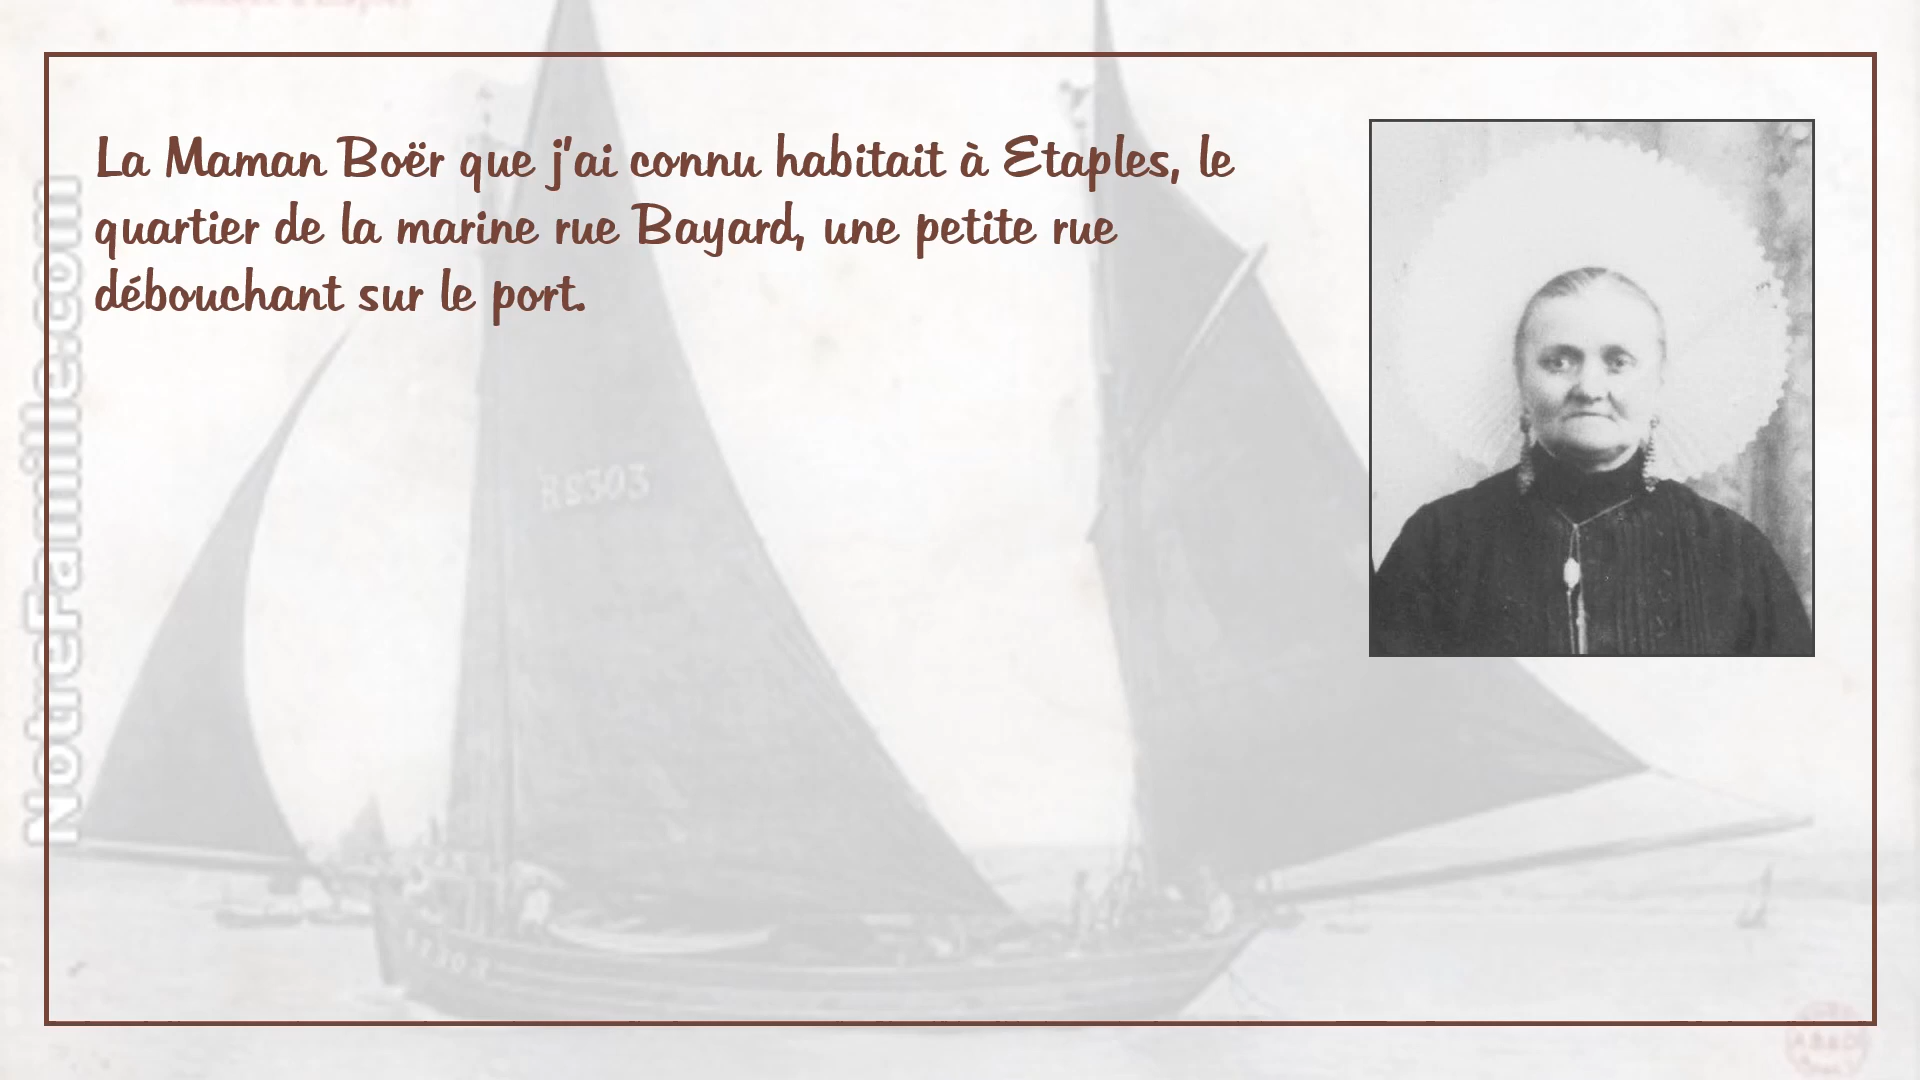 La Maman Boër que j'ai connu habitait à Etaples, le
quartier de la marine rue Bayard, une petite rue
débouchant sur le port.
NotreFamille.com